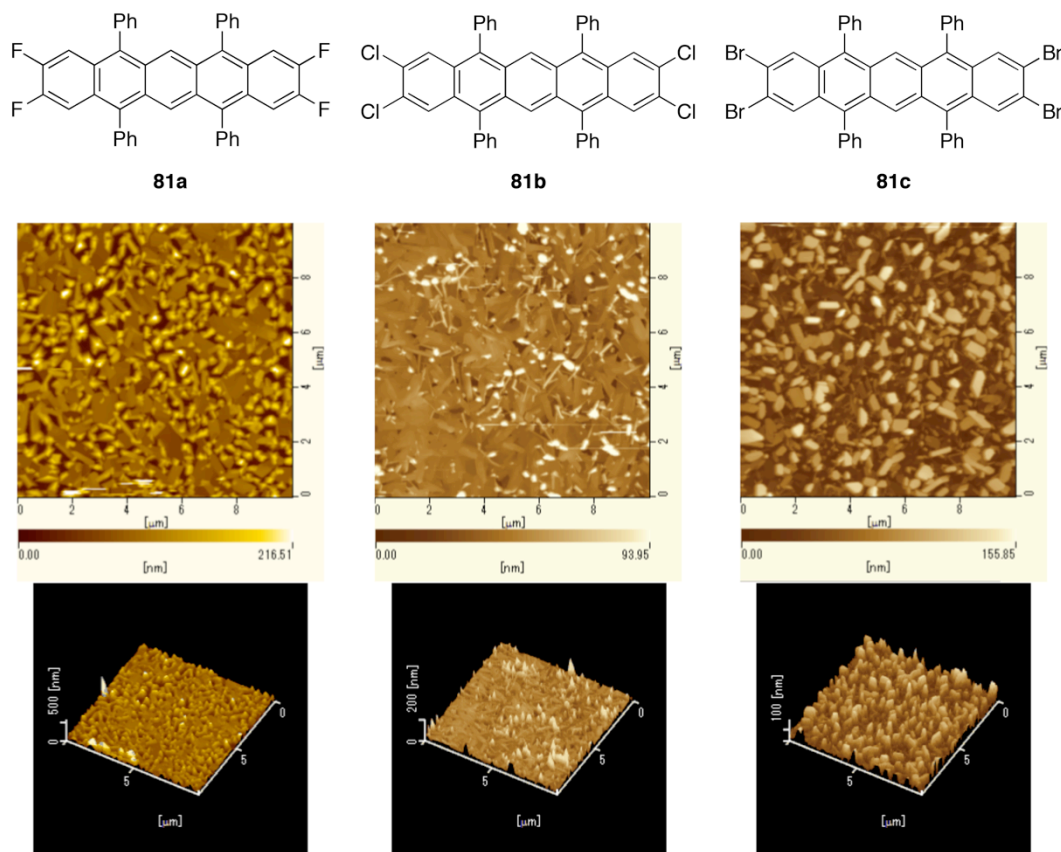 Ph Ph Ph Ph Ph Ph
F F Cl Cl Br Br
F F Cl Cl Br Br
Ph Ph Ph Ph Ph Ph
81a 81b 81c
8 8 8
6 6 6
[μm] [μm] [μm]
4 4 4
2 2 2
0 0 0
0 2 4 6 8 0 2 4 6 8 0 2 4 6 8
[μm] [μm] [μm]
0.00 216.51 0.00 93.95 0.00 155.85
[nm] [nm] [nm]
500 [nm] 200 [nm] 100 [nm]
0 0 0 0 0
5 5 5 5 5 5
[μm] [μm] [μm]